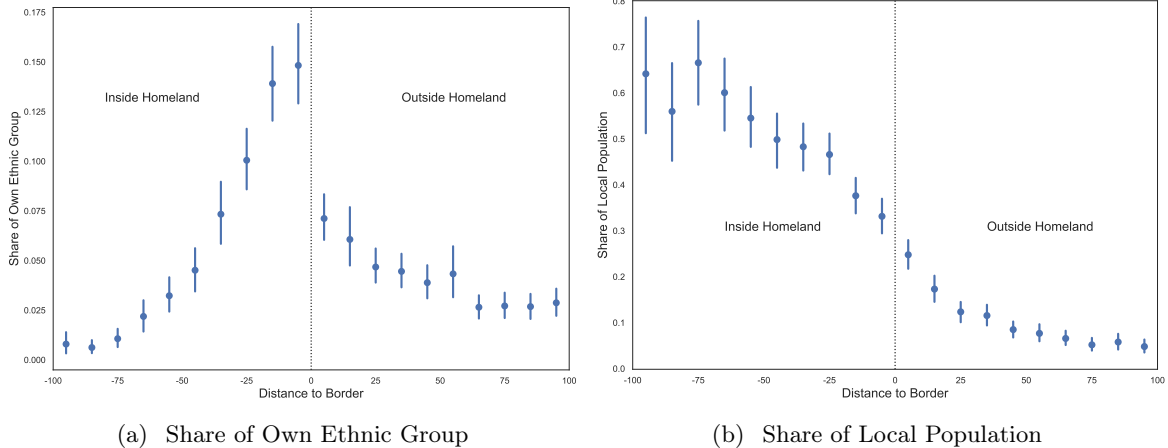 0.175
0.150
0.125
0.100
0.075
0.050
0.025
0.000
Share of Own Ethnic Group
Inside Homeland
Outside Homeland
-100 -75 -50 -25 0 25 50 75 100
Distance to Border
(a) Share of Own Ethnic Group
0.8
0.7
0.6
0.5
0.4
0.3
0.2
0.1
0.0
Share of Local Population
Inside Homeland
Outside Homeland
-100 -75 -50 -25 0 25 50 75 100
Distance to Border
(b) Share of Local Population